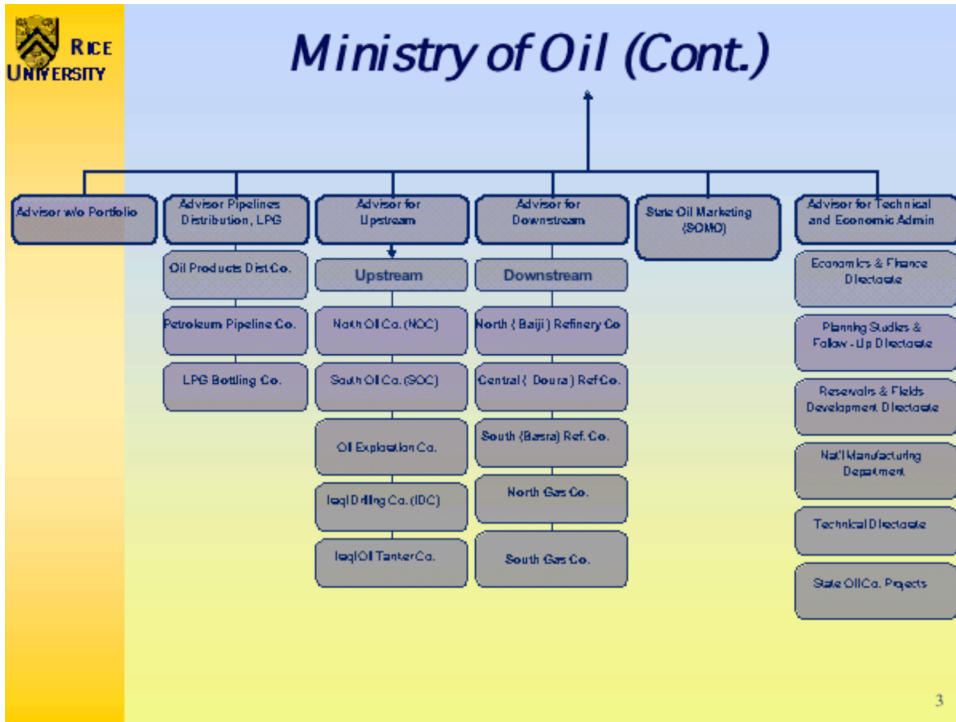 RICE
UNIVERSITY
Ministry of Oil (Cont.)
Advisor w/o Portfolio
Advisor Pipelines
Distribution, LPG
Oil Products Dist Co.
Petroleum Pipeline Co.
LPG Bottling Co.
Advisor for
Upstream
Upstream
North Oil Co. (NOC)
South Oil Co. (SOC)
Oil Exploration Co.
Iraqi Drilling Co. (IDC)
Iraqi Oil Tanker Co.
Advisor for
Downstream
Downstream
North ( Baiji ) Refinery Co
Central ( Doura ) Ref Co.
South (Basra) Ref. Co.
North Gas Co.
South Gas Co.
State Oil Marketing
(SOMO)
Advisor for Technical
and Economic Admin
Economics & Finance
Directorate
Planning Studies &
Follow - Up Directorate
Reservoirs & Fields
Development Directorate
Nat'l Manufacturing
Department
Technical Directorate
State Oil Co. Projects
3